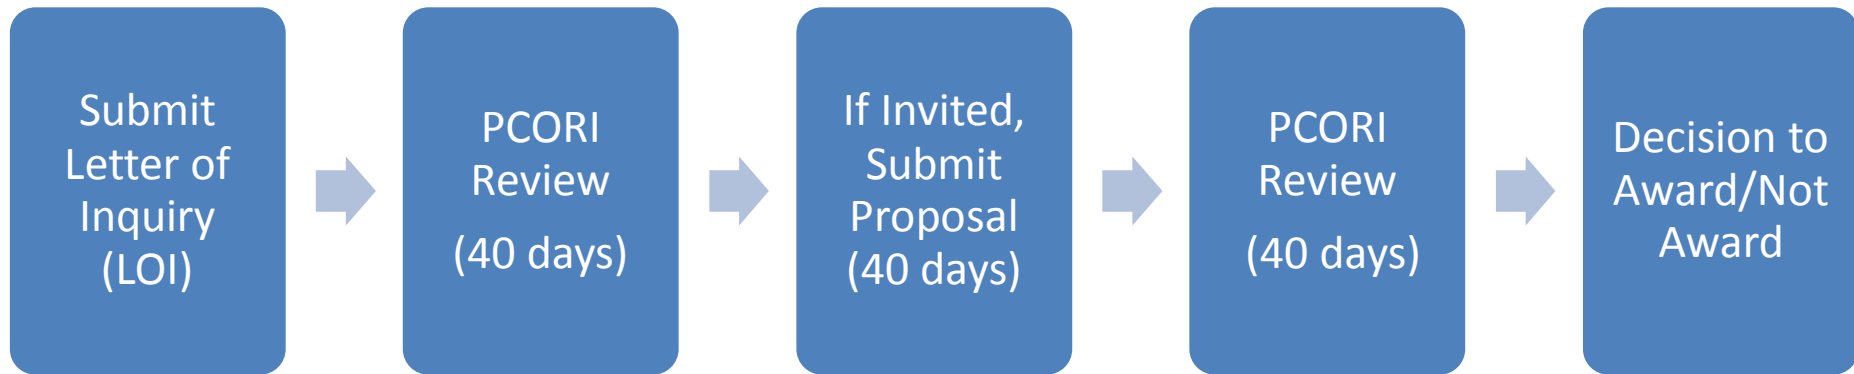 Submit
Letter of
Inquiry
(LOI)
PCORI
Review
(40 days)
If Invited,
Submit
Proposal
(40 days)
PCORI
Review
(40 days)
Decision to
Award/Not
Award